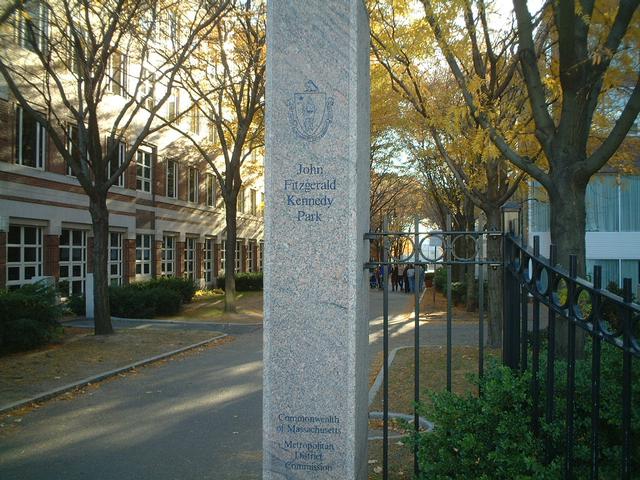 John
Fitzgerald
Kennedy
Park
Commonwealth
of Massachusetts
Metropolitan
District
Commission